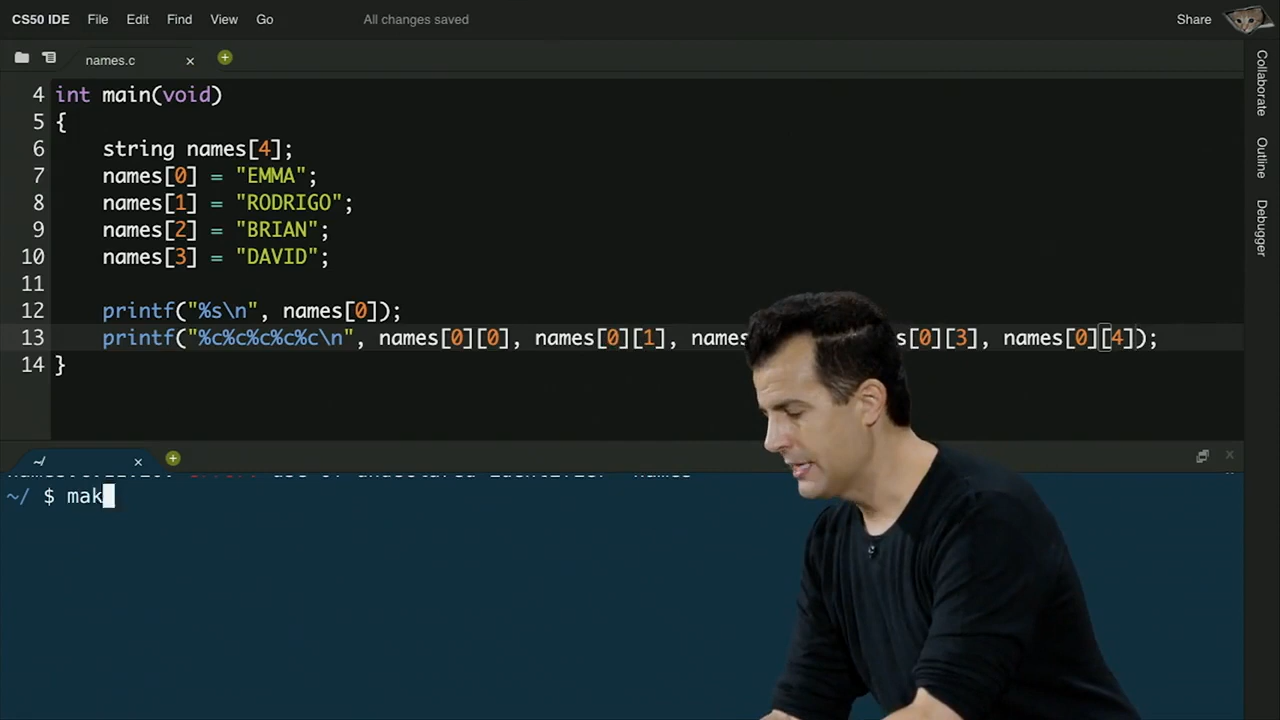 CS50 IDE File Edit Find View Go All changes saved Share
names.c
4 int main(void)
5 {
6 string names[4];
7 names[0] = "EMMA";
8 names[1] = "RODRIGO";
9 names[2] = "BRIAN";
10 names[3] = "DAVID";
11
12 printf("%s\n", names[0]);
13 printf("%c%c%c%c%c\n", names[0][0], names[0][1], names s[0][3], names[0][4]);
14 }
Collaborate
Outline
Debugger
~/
~/ $ mak